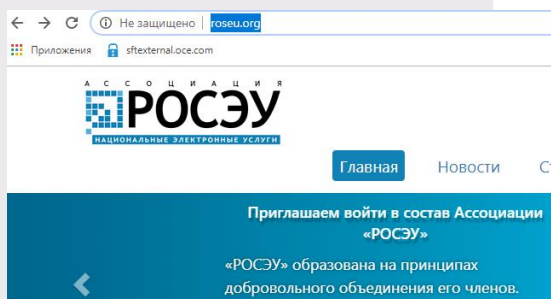 Не защищено | roseu.org
Приложения sftexternal.oce.com
АССОЦИАЦИЯ
РОСЭУ
НАЦИОНАЛЬНЫЕ ЭЛЕКТРОННЫЕ УСЛУГИ
Главная Новости
Приглашаем войти в состав Ассоциации
«РОСЭУ»
«РОСЭУ» образована на принципах
добровольного объединения его членов.